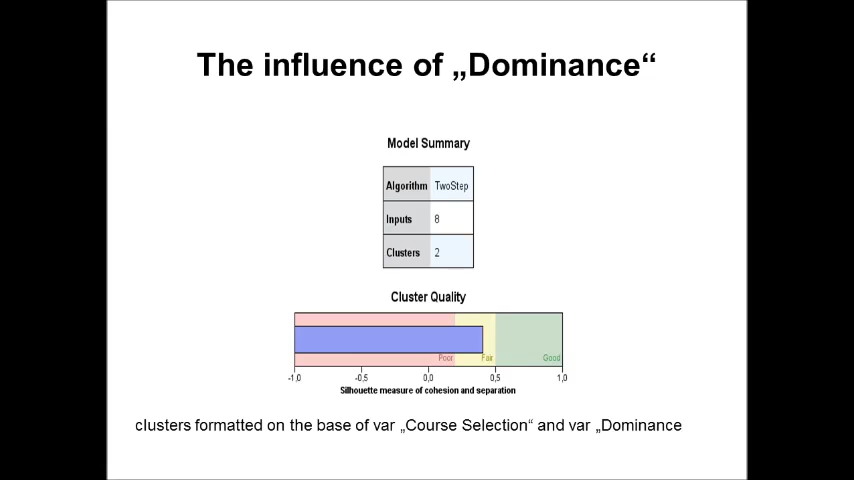 The influence of „Dominance“
Model Summary
Algorithm TwoStep
Inputs 8
Clusters 2
Cluster Quality
Poor Fair Good
-1,0 -0,5 0,0 0,5 1,0
Silhouette measure of cohesion and separation
clusters formatted on the base of var „Course Selection“ and var „Dominance